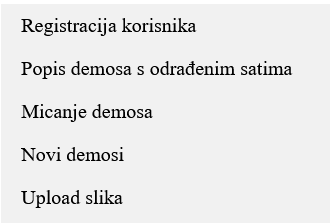 Registracija korisnika
Popis demosa s odrađenim satima
Micanje demosa
Novi demosi
Upload slika